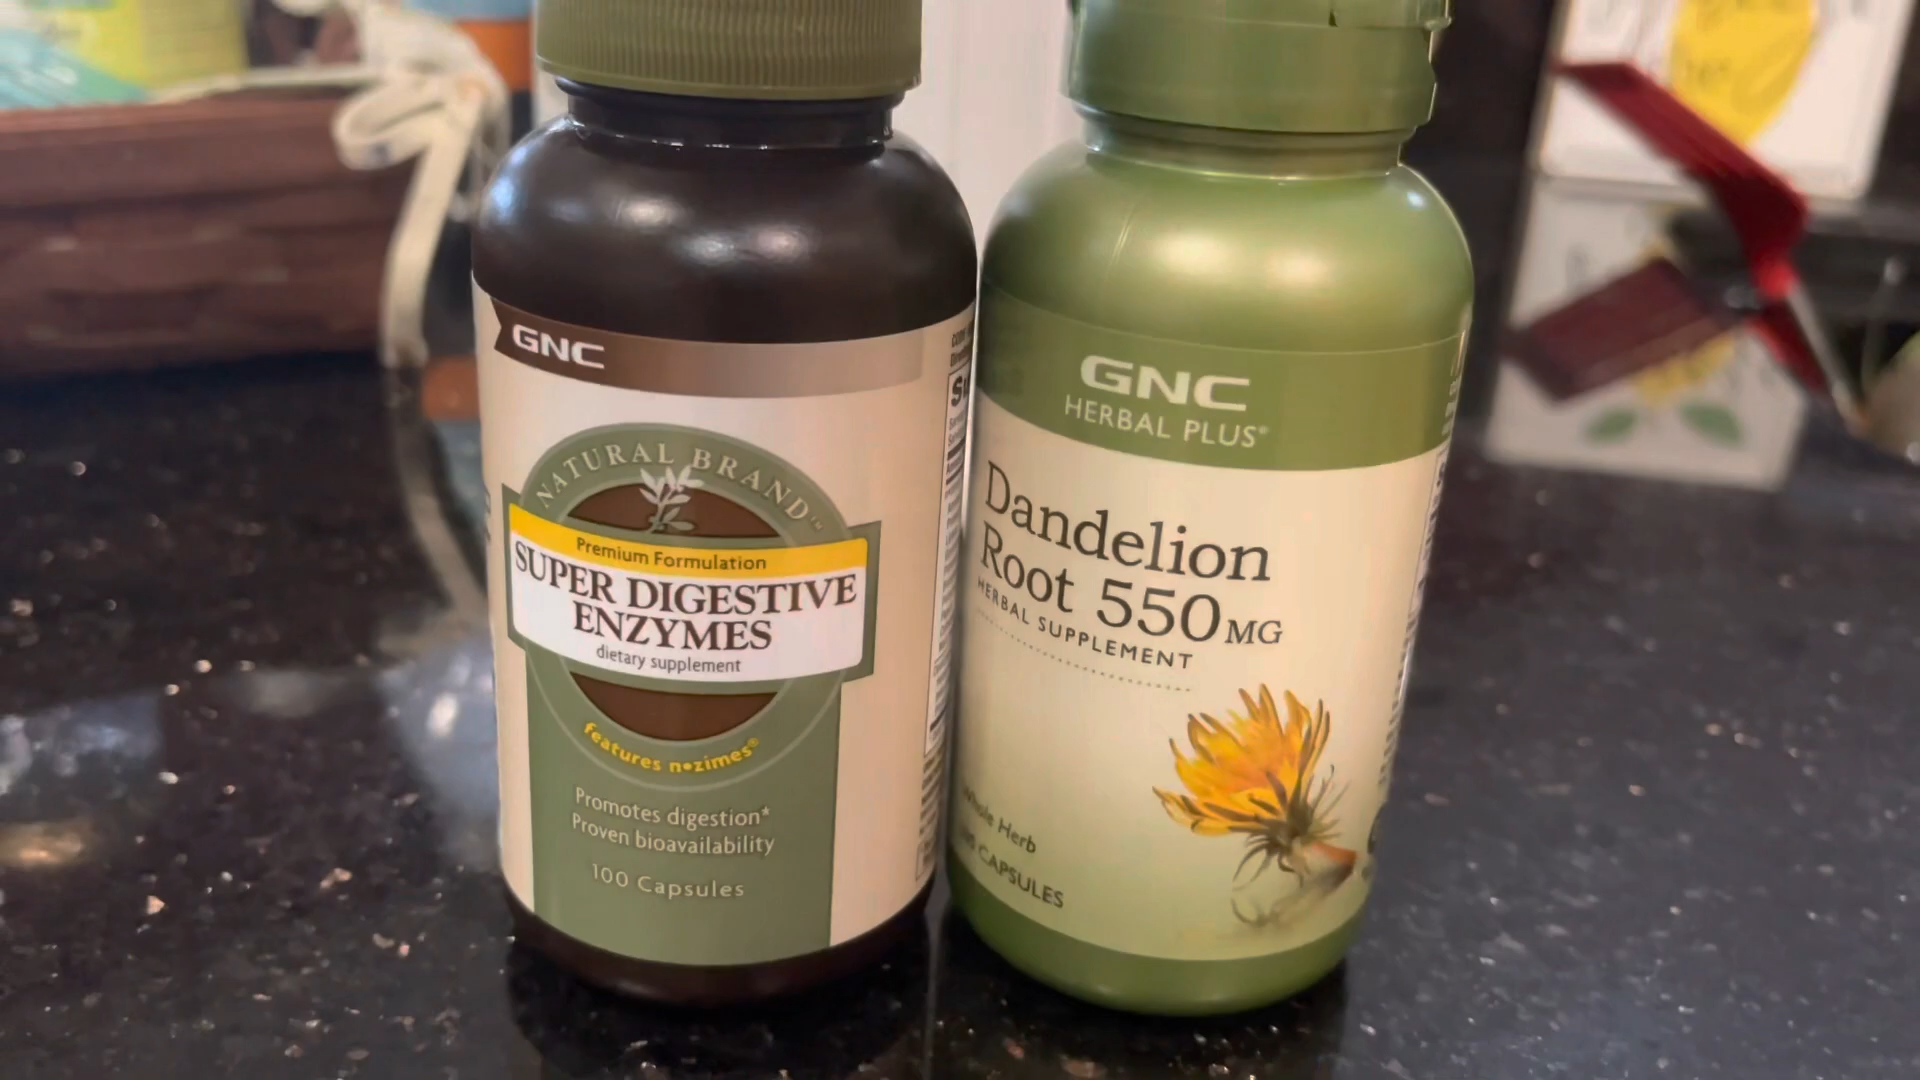 GNC
NATURAL BRAND™
Premium Formulation
SUPER DIGESTIVE
ENZYMES
dietary supplement
features n•zimes®
Promotes digestion*
Proven bioavailability
100 Capsules
GNC
HERBAL PLUS®
Dandelion
Root 550MG
HERBAL SUPPLEMENT
Whole Herb
CAPSULES